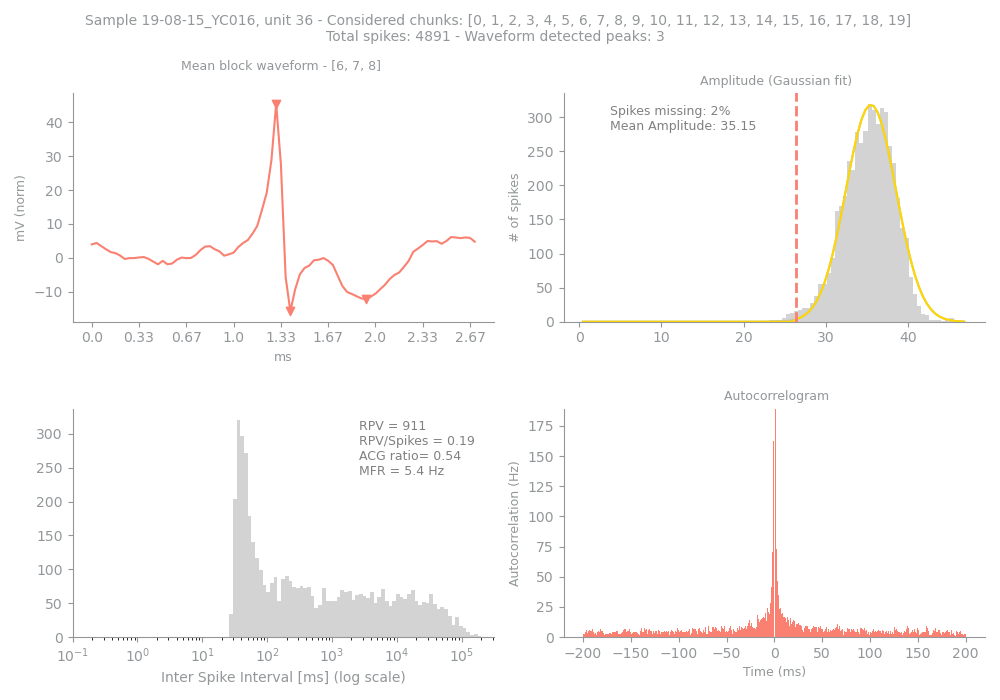 Sample 19-08-15_YC016, unit 36 - Considered chunks: [0, 1, 2, 3, 4, 5, 6, 7, 8, 9, 10, 11, 12, 13, 14, 15, 16, 17, 18, 19]
Total spikes: 4891 - Waveform detected peaks: 3
Mean block waveform - [6, 7, 8]
mV (norm)
40
30
20
10
0
−10
0.0 0.33 0.67 1.0 1.33 1.67 2.0 2.33 2.67
ms
Amplitude (Gaussian fit)
Spikes missing: 2%
Mean Amplitude: 35.15
# of spikes
300
250
200
150
100
50
0
0 10 20 30 40
RPV = 911
RPV/Spikes = 0.19
ACG ratio= 0.54
MFR = 5.4 Hz
300
250
200
150
100
50
0
10⁻¹ 10⁰ 10¹ 10² 10³ 10⁴ 10⁵
Inter Spike Interval [ms] (log scale)
Autocorrelogram
Autocorrelation (Hz)
175
150
125
100
75
50
25
0
−200 −150 −100 −50 0 50 100 150 200
Time (ms)